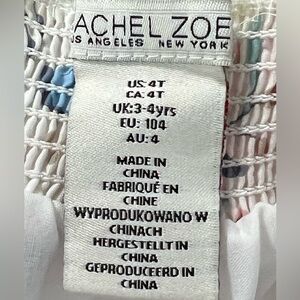 ACHEL ZOE
S ANGELES NEW YORK
US: 4T
CA: 4T
UK:3-4yrs
EU: 104
AU: 4
MADE IN
CHINA
FABRIQUÉ EN
CHINE
WYPRODUKOWANO W
CHINACH
HERGESTELLT IN
CHINA
GEPRODUCEERD IN
CHINA